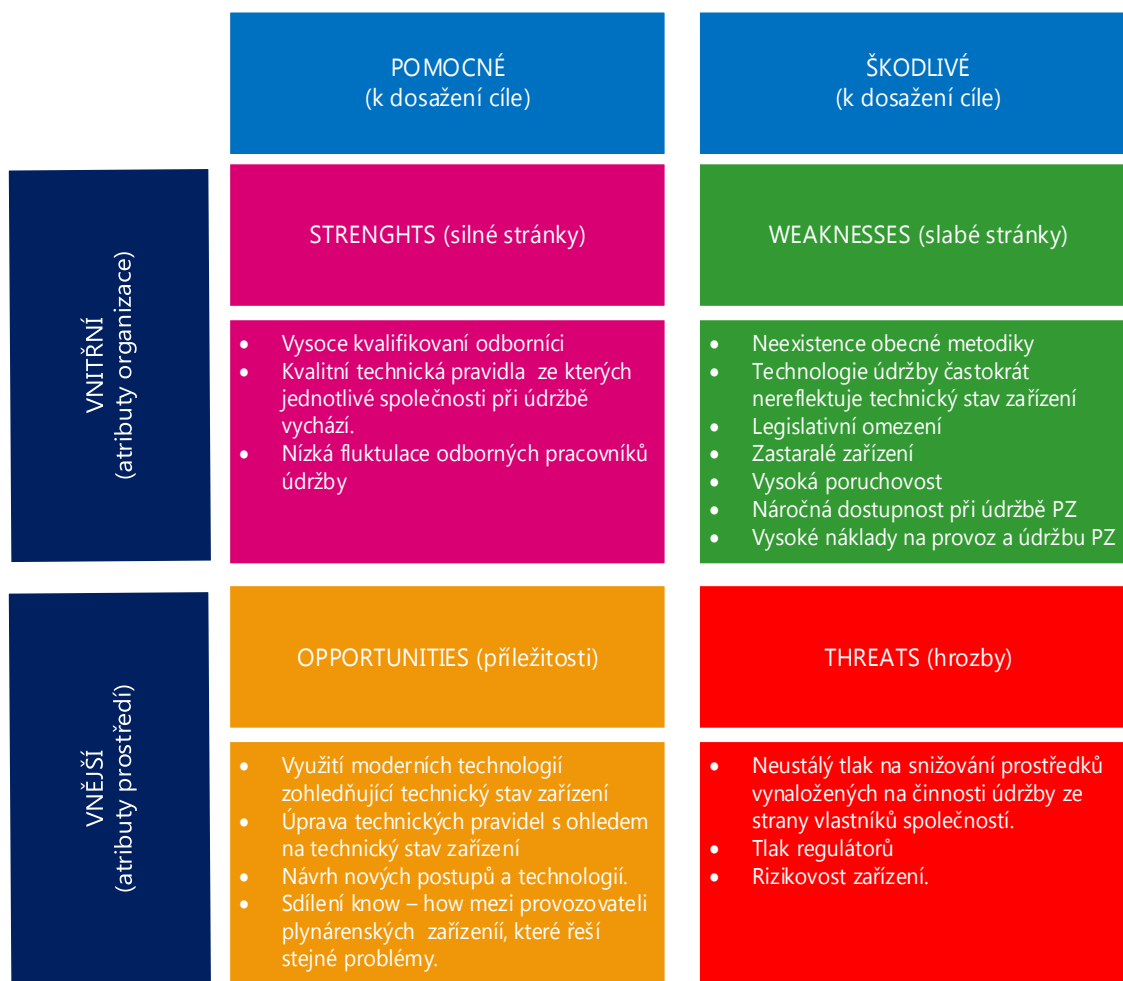 POMOCNÉ
(k dosažení cíle)
ŠKODLIVÉ
(k dosažení cíle)
VNITŘNÍ
(atributy organizace)
STRENGHTS (silné stránky)
WEAKNESSES (slabé stránky)
• Vysoce kvalifikovaní odborníci
• Kvalitní technická pravidla ze kterých
jednotlivé společnosti při údržbě
vychází.
• Nízká fluktulace odborných pracovníků
údržby
• Neexistence obecné metodiky
• Technologie údržby častokrát
nereflektuje technický stav zařízení
• Legislativní omezení
• Zastaralé zařízení
• Vysoká poruchovost
• Náročná dostupnost při údržbě PZ
• Vysoké náklady na provoz a údržbu PZ
VNĚJŠÍ
(atributy prostředí)
OPPORTUNITIES (příležitosti)
THREATS (hrozby)
• Využití moderních technologií
zohledňující technický stav zařízení
• Úprava technických pravidel s ohledem
na technický stav zařízení
• Návrh nových postupů a technologií.
• Sdílení know – how mezi provozovateli
plynárenských zařízeníí, které řeší
stejné problémy.
• Neustálý tlak na snižování prostředků
vynaložených na činnosti údržby ze
strany vlastníků společností.
• Tlak regulátorů
• Rizikovost zařízení.